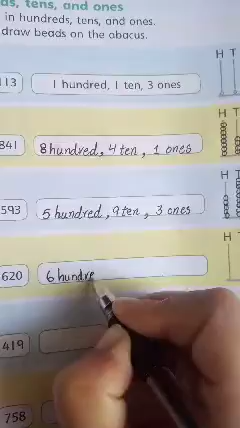 ds, tens, and ones
in hundreds, tens, and ones.
draw beads on the abacus.
H T
113 1 hundred, 1 ten, 3 ones
H T
841 8 hundred, 4 ten, 1 ones
H T
593 5 hundred, 9 ten, 3 ones
H
620 6 hundre
419
758